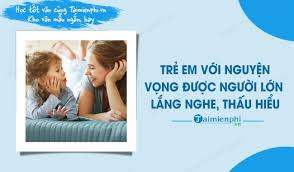 Học tốt văn cùng Taimienphi.vn
Kho văn mẫu ngắn, hay
TRẺ EM VỚI NGUYỆN
VỌNG ĐƯỢC NGƯỜI LỚN
LẮNG NGHE, THẤU HIỂU
Taimienphi
.vn